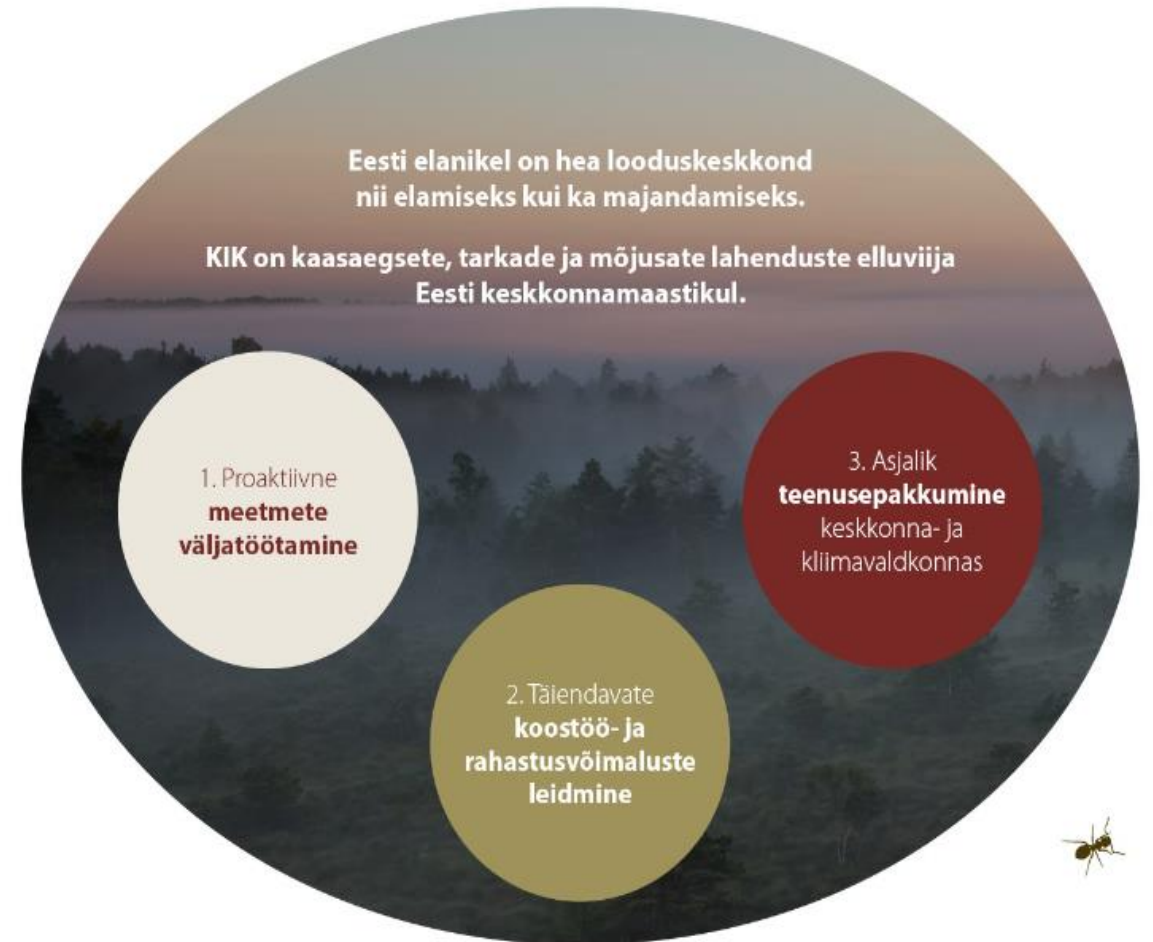 Eesti elanikel on hea looduskeskkond
nii elamiseks kui ka majandamiseks.
KIK on kaasaegsete, tarkade ja mõjusate lahenduste elluviija
Eesti keskkonnamaastikul.
1. Proaktiivne
meetmete
väljatöötamine
2. Täiendavate
koostöö- ja
rahastusvõimaluste
leidmine
3. Asjalik
teenusepakkumine
keskkonna- ja
kliimavaldkonnas